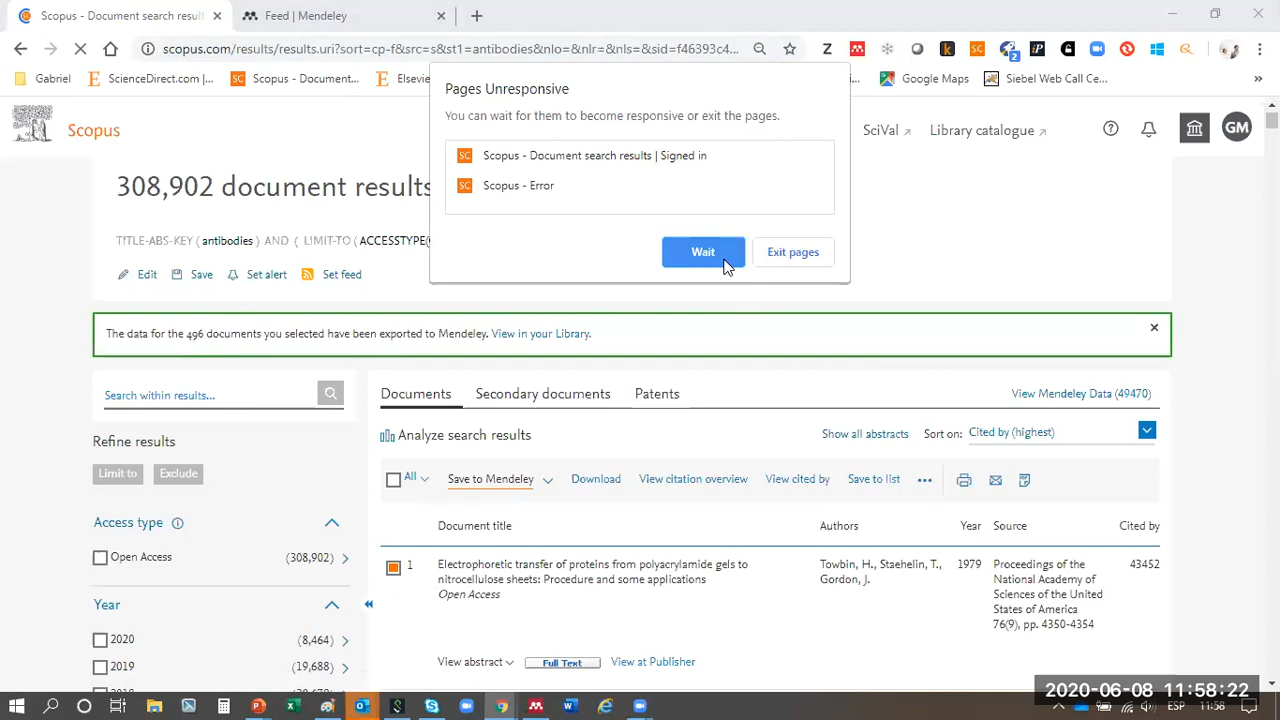 Scopus - Document search result
Feed | Mendeley
scopus.com/results/results.uri?sort=cp-f&src=s&st1=antibodies&nlo=&nlr=&nls=&sid=f46393c4...
Gabriel
ScienceDirect.com |...
Scopus - Document...
Elsevie
Google Maps
Siebel Web Call Ce...
Pages Unresponsive
You can wait for them to become responsive or exit the pages.
Scopus - Document search results | Signed in
Scopus - Error
Wait
Exit pages
Scopus
SciVal
Library catalogue
GM
308,902 document results
TITLE-ABS-KEY ( antibodies ) AND ( LIMIT-TO ( ACCESSTYPE(
Edit
Save
Set alert
Set feed
The data for the 496 documents you selected have been exported to Mendeley. View in your Library.
Search within results...
Documents
Secondary documents
Patents
View Mendeley Data (49470)
Refine results
Analyze search results
Show all abstracts
Sort on:
Cited by (highest)
Limit to
Exclude
All
Save to Mendeley
Download
View citation overview
View cited by
Save to list
Document title
Authors
Year
Source
Cited by
Access type
Open Access
(308,902)
1
Electrophoretic transfer of proteins from polyacrylamide gels to
nitrocellulose sheets: Procedure and some applications
Open Access
Towbin, H., Staehelin, T.,
Gordon, J.
1979
Proceedings of the
National Academy of
Sciences of the United
States of America
76(9), pp. 4350-4354
43452
Year
2020
(8,464)
2019
(19,688)
View abstract
Full Text
View at Publisher
2020-06-08 11:58:22
ESP
11:58